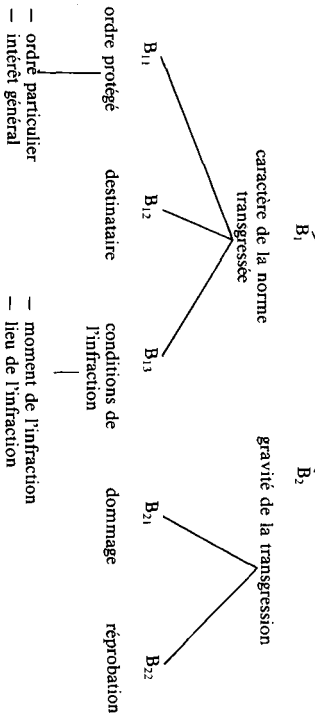 B₁
caractère de la norme
transgressée
B₂
gravité de la transgression
B₁₁
B₁₂
B₁₃
B₂₁
B₂₂
ordre protégé
destinataire
conditions de
l'infraction
dommage
réprobation
— ordre particulier
— intérêt général
— moment de l'infraction
— lieu de l'infraction